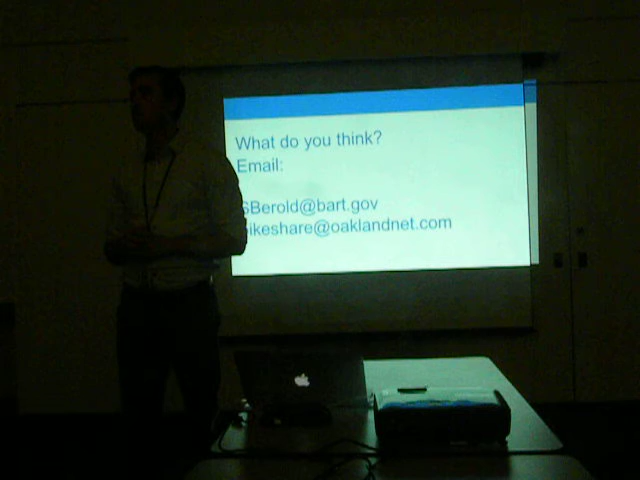 What do you think?
Email:
SBerold@bart.gov
ikeshare@oaklandnet.com